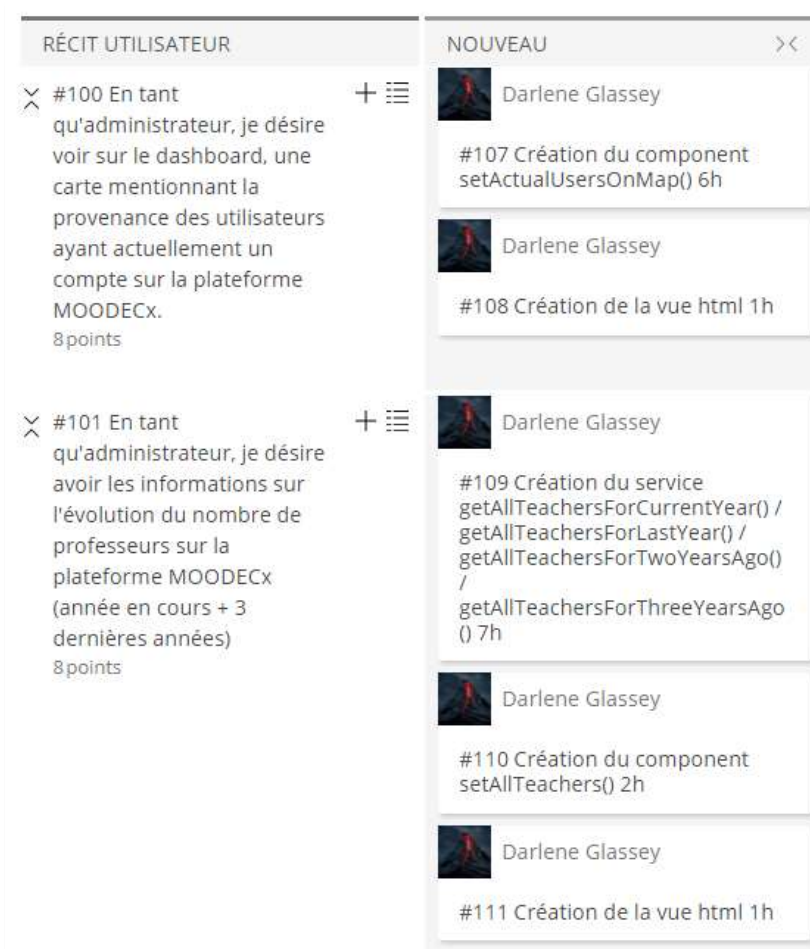 RÉCIT UTILISATEUR
NOUVEAU
#100 En tant
qu'administrateur, je désire
voir sur le dashboard, une
carte mentionnant la
provenance des utilisateurs
ayant actuellement un
compte sur la plateforme
MOODECx.
8 points
Darlene Glassey
#107 Création du component
setActualUsersOnMap() 6h
Darlene Glassey
#108 Création de la vue html 1h
#101 En tant
qu'administrateur, je désire
avoir les informations sur
l'évolution du nombre de
professeurs sur la
plateforme MOODECx
(année en cours + 3
dernières années)
8 points
Darlene Glassey
#109 Création du service
getAllTeachersForCurrentYear() /
getAllTeachersForLastYear() /
getAllTeachersForTwoYearsAgo()
/
getAllTeachersForThreeYearsAgo
() 7h
Darlene Glassey
#110 Création du component
setAllTeachers() 2h
Darlene Glassey
#111 Création de la vue html 1h